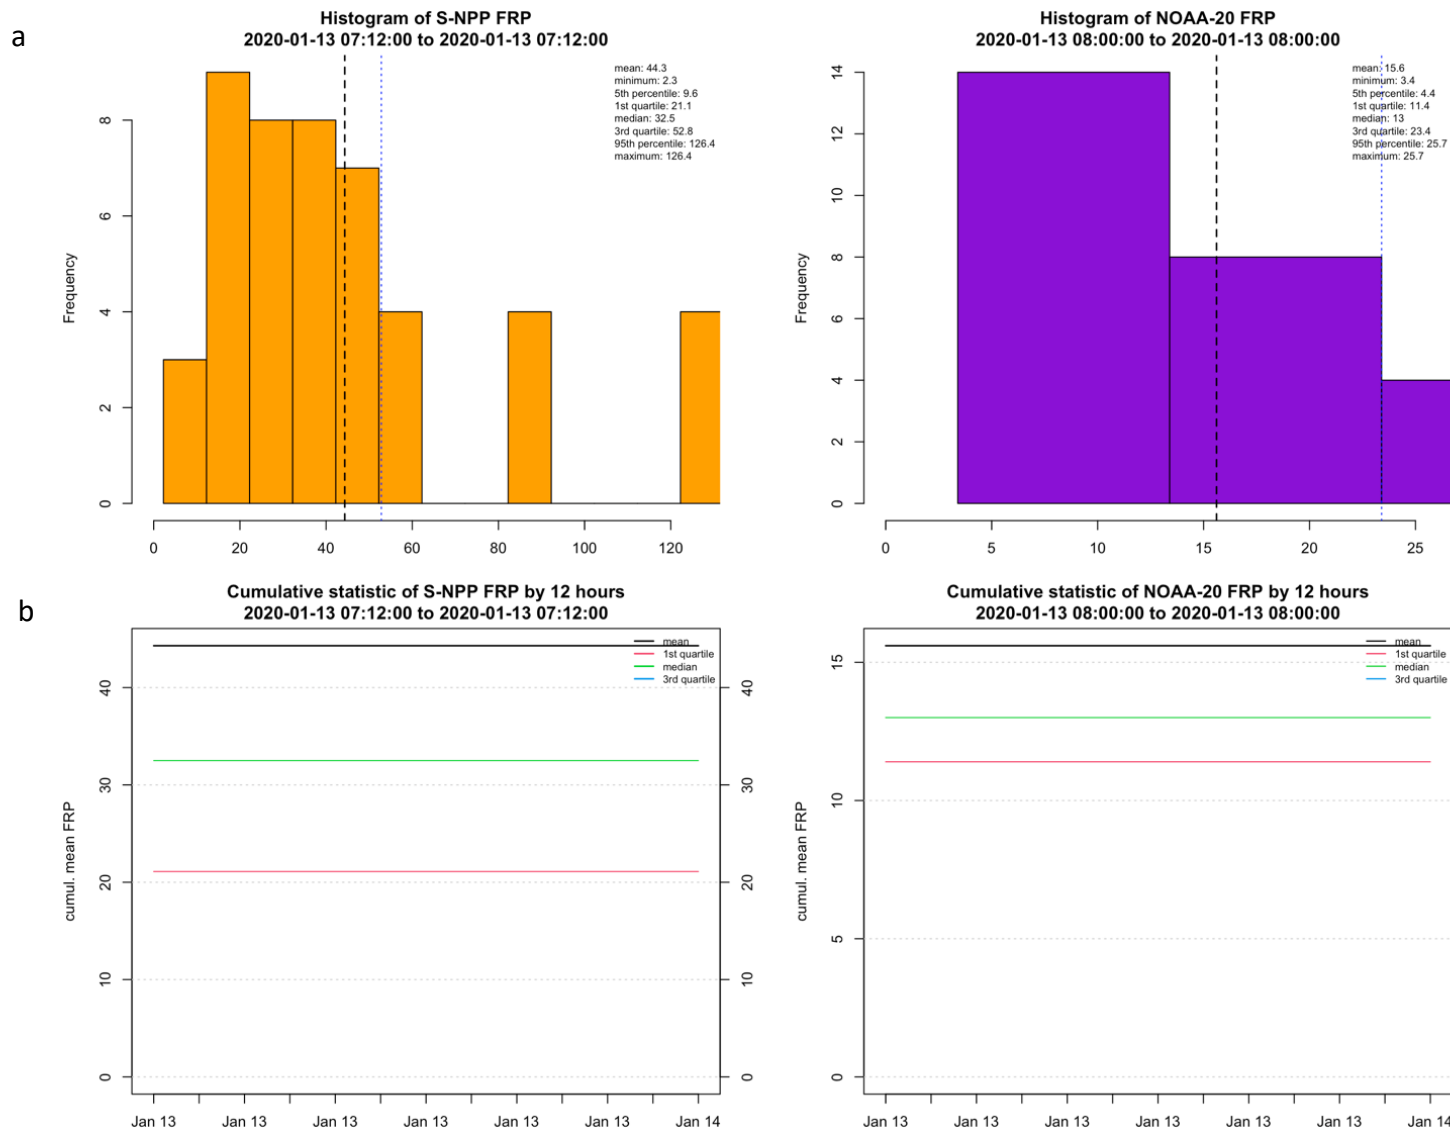 a
Histogram of S-NPP FRP
2020-01-13 07:12:00 to 2020-01-13 07:12:00
mean: 44.3
minimum: 2.3
5th percentile: 9.6
1st quartile: 21.1
median: 32.5
3rd quartile: 52.8
95th percentile: 126.4
maximum: 126.4
Frequency
0 2 4 6 8
0 20 40 60 80 100 120
Histogram of NOAA-20 FRP
2020-01-13 08:00:00 to 2020-01-13 08:00:00
mean: 15.6
minimum: 3.4
5th percentile: 4.4
1st quartile: 11.4
median: 13
3rd quartile: 23.4
95th percentile: 25.7
maximum: 25.7
Frequency
0 2 4 6 8 10 12 14
0 5 10 15 20 25
b
Cumulative statistic of S-NPP FRP by 12 hours
2020-01-13 07:12:00 to 2020-01-13 07:12:00
mean
1st quartile
median
3rd quartile
cumul. mean FRP
0 10 20 30 40
0 10 20 30 40
Jan 13 Jan 13 Jan 13 Jan 13 Jan 13 Jan 13 Jan 14
Cumulative statistic of NOAA-20 FRP by 12 hours
2020-01-13 08:00:00 to 2020-01-13 08:00:00
mean
1st quartile
median
3rd quartile
cumul. mean FRP
0 5 10 15
Jan 13 Jan 13 Jan 13 Jan 13 Jan 13 Jan 13 Jan 14